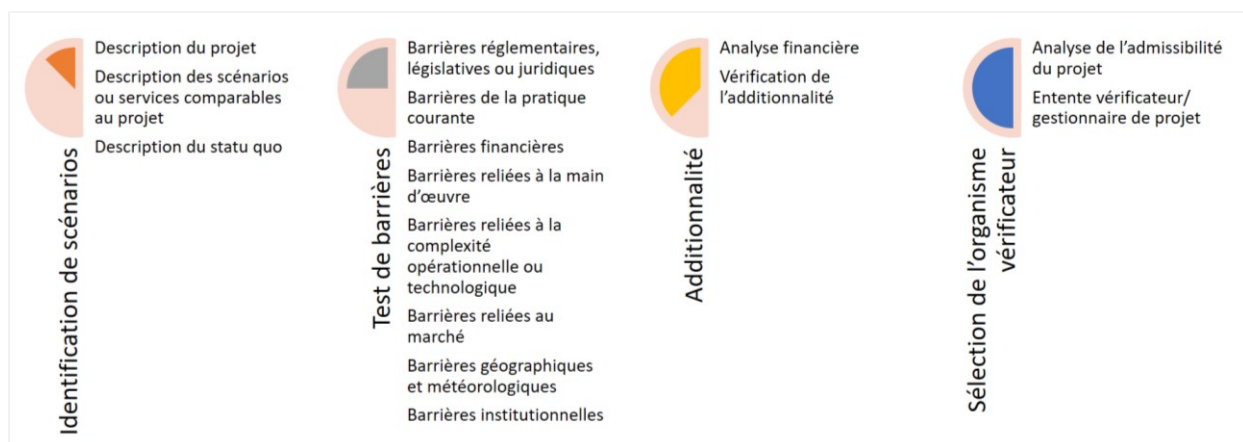 Identification de scénarios
Description du projet
Description des scénarios
ou services comparables
au projet
Description du statu quo
Test de barrières
Barrières réglementaires,
législatives ou juridiques
Barrières de la pratique
courante
Barrières financières
Barrières reliées à la main
d’œuvre
Barrières reliées à la
complexité
opérationnelle ou
technologique
Barrières reliées au
marché
Barrières géographiques
et météorologiques
Barrières institutionnelles
Additionnalité
Analyse financière
Vérification de
l’additionnalité
Sélection de l’organisme
vérificateur
Analyse de l’admissibilité
du projet
Entente vérificateur/
gestionnaire de projet